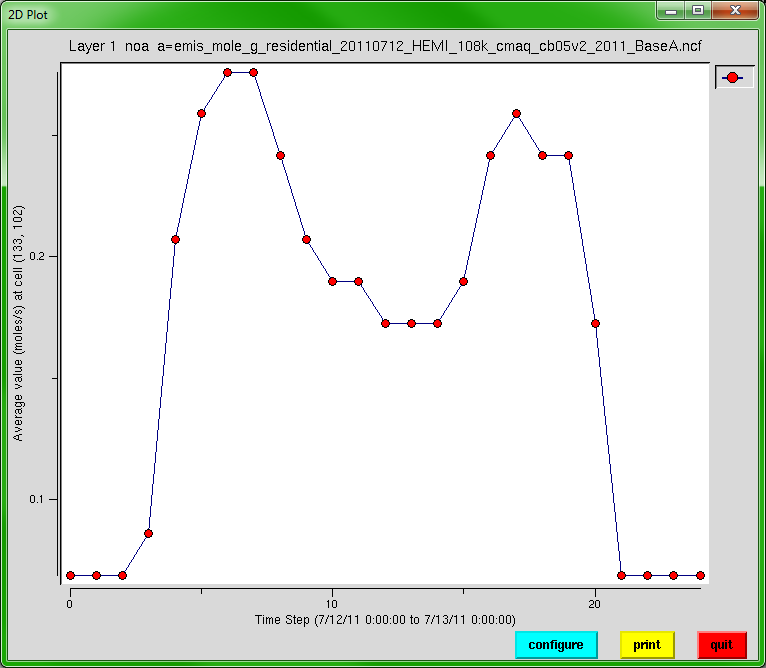 2D Plot
Layer 1 noa a=emis_mole_g_residential_20110712_HEMI_108k_cmaq_cb05v2_2011_BaseA.ncf
Average value (moles/s) at cell (133, 102)
0.2
0.1
0 10 20
Time Step (7/12/11 0:00:00 to 7/13/11 0:00:00)
configure print quit